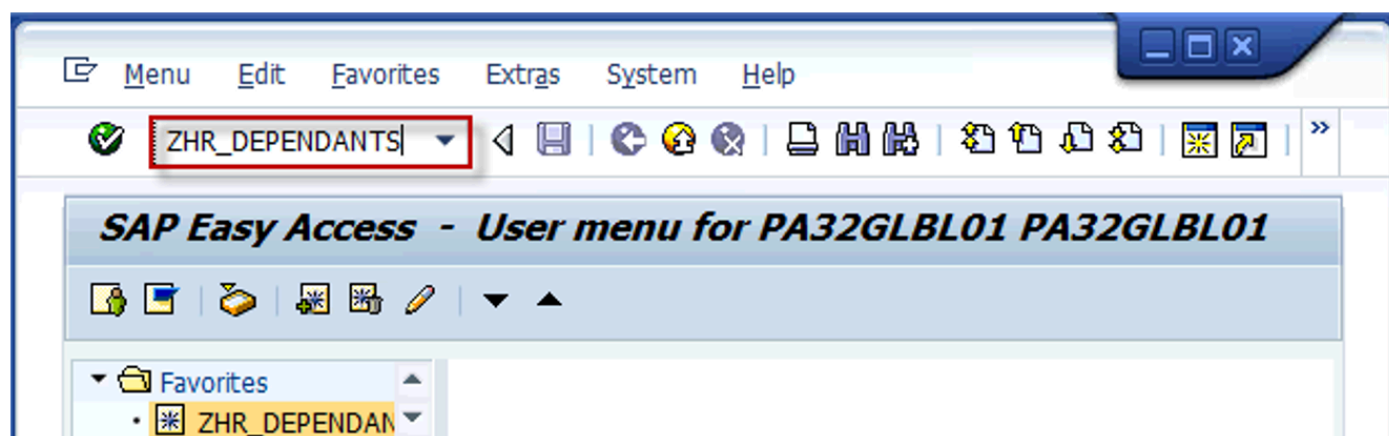 Menu Edit Favorites Extras System Help
ZHR_DEPENDANTS
SAP Easy Access - User menu for PA32GLBL01 PA32GLBL01
Favorites
ZHR_DEPENDAN